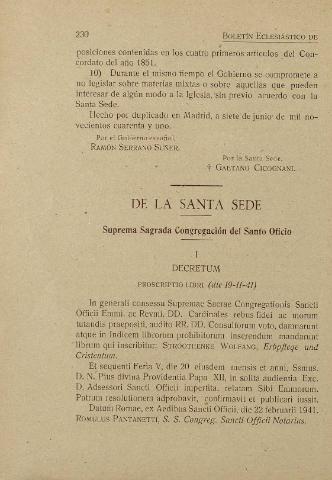 230 BOLETÍN ECLESIÁSTICO DE
posiciones contenidas en los cuatro primeros artículos del Con-
cordato del año 1851.
10) Durante el mismo tiempo el Gobierno se compromete a
no legislar sobre materias mixtas o sobre aquellas que pueden
interesar de algún modo a la Iglesia, sin previo acuerdo con la
Santa Sede.
Hecho por duplicado en Madrid, a siete de junio de mil no-
vecientos cuarenta y uno.
Por el Gobierno español,
RAMÓN SERRANO SUÑER.
Por la Santa Sede,
† GAETANO CICOGNANI.
DE LA SANTA SEDE
Suprema Sagrada Congregación del Santo Oficio
I
DECRETUM
PROSCRIPTIO LIBRI (die 19-II-41)
In generali consessu Supremae Sacrae Congregationis Sancti
Officii Emmi. ac Revmi. DD. Cardinales rebus fidei ac morum
tutandis praepositi, audito RR. DD. Consultorum voto, damnarunt
atque in Indicem librorum prohibitorum inserendum mandarunt
librum qui inscribitur: STROOTHENKE WOLFANG, Erbpflege und
Cristentum.
Et sequenti Feria V, die 20 eiusdem mensis et anni, Ssmus.
D. N. Pius divina Providentia Papa XII, in solita audientia Exc.
D. Adsessori Sancti Officii impertita, relatam Sibi Emmorum.
Patrum resolutionem adprobavit, confirmavit et publicari iussit.
Datum Romae, ex Aedibus Sancti Officii, die 22 februarii 1941.
ROMULUS PANTANETTI, S. S. Congreg. Sancti Officii Notarius.